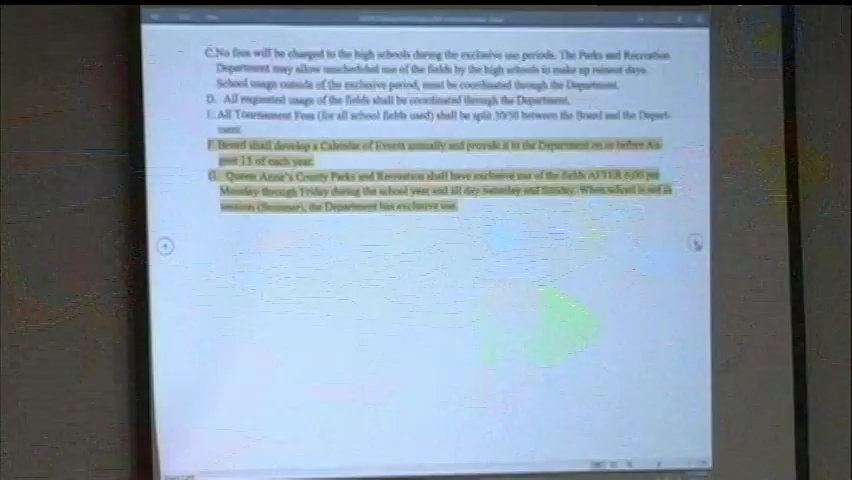 C.No fees will be charged to the high schools during the exclusive use periods. The Parks and Recreation
Department may allow unscheduled use of the fields by the high schools to make up rainout days.
School usage outside of the exclusive period, must be coordinated through the Department.
D. All requested usage of the fields shall be coordinated through the Department.
E. All Tournament Fees (for all school fields used) shall be split 50/50 between the Board and the Depart-
ment.
F. Board shall develop a Calendar of Events annually and provide it to the Department on or before Au-
gust 15 of each year.
G. Queen Anne's County Parks and Recreation shall have exclusive use of the fields AFTER 6:00 pm
Monday through Friday during the school year and all day Saturday and Sunday. When school is not in
session (Summer), the Department has exclusive use.